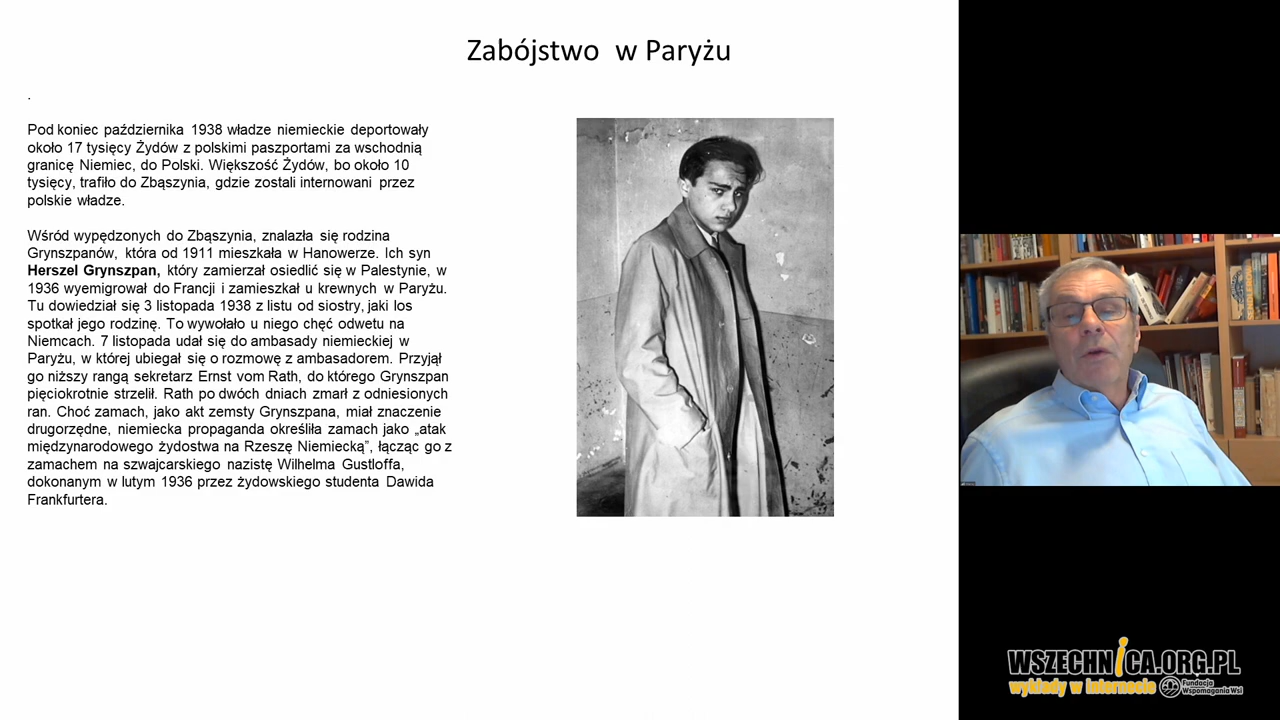 Zabójstwo w Paryżu
.
Pod koniec października 1938 władze niemieckie deportowały
około 17 tysięcy Żydów z polskimi paszportami za wschodnią
granicę Niemiec, do Polski. Większość Żydów, bo około 10
tysięcy, trafiło do Zbąszynia, gdzie zostali internowani przez
polskie władze.
Wśród wypędzonych do Zbąszynia, znalazła się rodzina
Grynszpanów, która od 1911 mieszkała w Hanowerze. Ich syn
Herszel Grynszpan, który zamierzał osiedlić się w Palestynie, w
1936 wyemigrował do Francji i zamieszkał u krewnych w Paryżu.
Tu dowiedział się 3 listopada 1938 z listu od siostry, jaki los
spotkał jego rodzinę. To wywołało u niego chęć odwetu na
Niemcach. 7 listopada udał się do ambasady niemieckiej w
Paryżu, w której ubiegał się o rozmowę z ambasadorem. Przyjął
go niższy rangą sekretarz Ernst vom Rath, do którego Grynszpan
pięciokrotnie strzelił. Rath po dwóch dniach zmarł z odniesionych
ran. Choć zamach, jako akt zemsty Grynszpana, miał znaczenie
drugorzędne, niemiecka propaganda określiła zamach jako „atak
międzynarodowego żydostwa na Rzeszę Niemiecką”, łącząc go z
zamachem na szwajcarskiego nazistę Wilhelma Gustloffa,
dokonanym w lutym 1936 przez żydowskiego studenta Dawida
Frankfurtera.
WSZECHNICA.ORG.PL
wykłady w internecie
Fundacja
Wspomagania Wsi